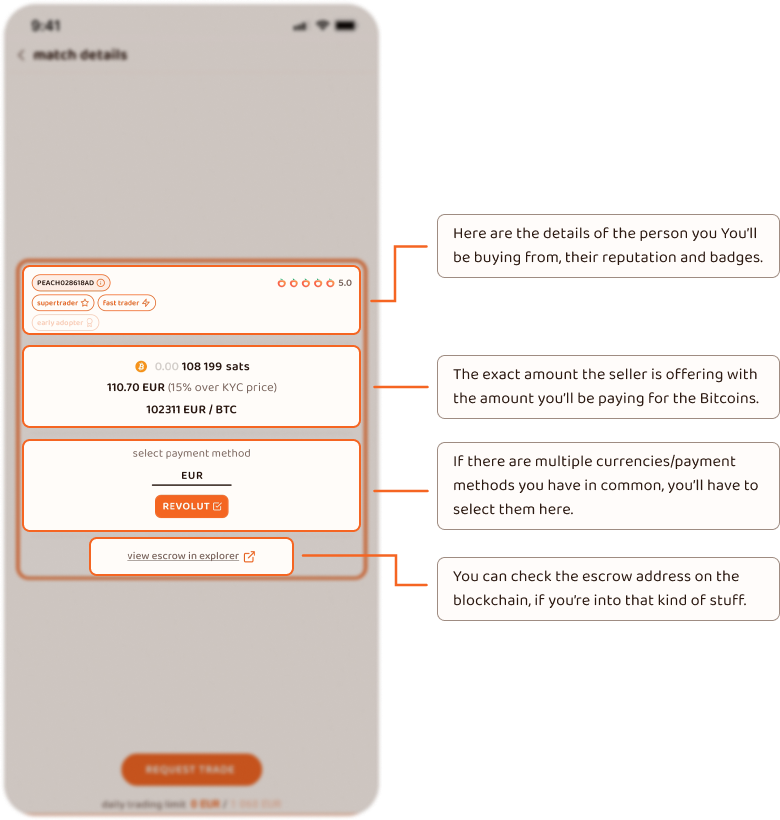 9:41
match details
PEACH028618AD
5.0
supertrader
fast trader
early adopter
0.00 108 199 sats
110.70 EUR (15% over KYC price)
102311 EUR / BTC
select payment method
EUR
REVOLUT
view escrow in explorer
REQUEST TRADE
daily trading limit 0 EUR /
Here are the details of the person you You’ll
be buying from, their reputation and badges.
The exact amount the seller is offering with
the amount you’ll be paying for the Bitcoins.
If there are multiple currencies/payment
methods you have in common, you’ll have to
select them here.
You can check the escrow address on the
blockchain, if you’re into that kind of stuff.